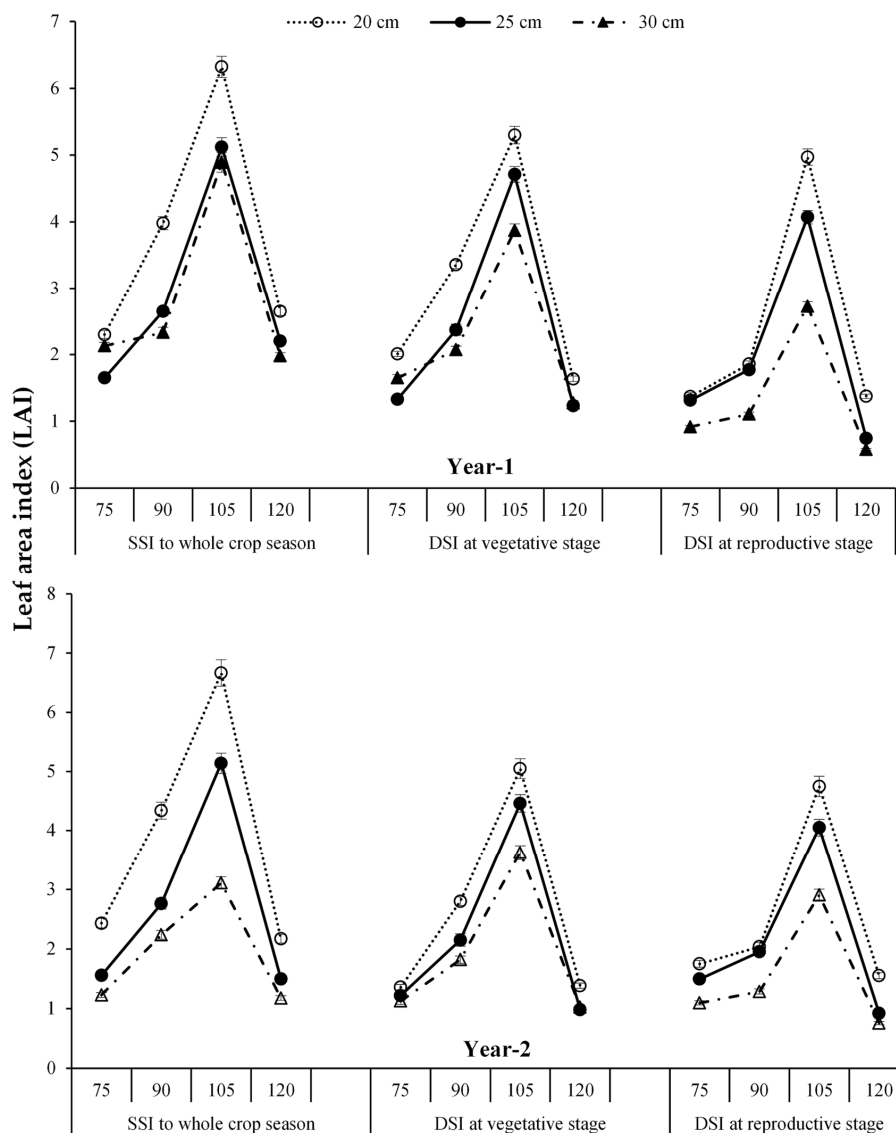 20 cm 25 cm 30 cm
Leaf area index (LAI)
7
6
5
4
3
2
1
0
Year-1
75 90 105 120 75 90 105 120 75 90 105 120
SSI to whole crop season DSI at vegetative stage DSI at reproductive stage
8
7
6
5
4
3
2
1
0
Year-2
75 90 105 120 75 90 105 120 75 90 105 120
SSI to whole crop season DSI at vegetative stage DSI at reproductive stage